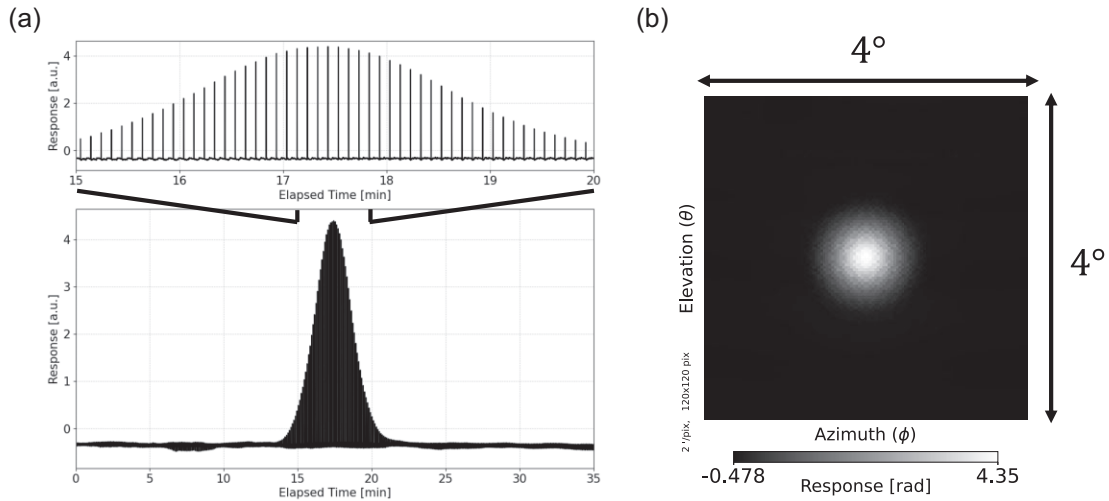 (a)
4
2
0
Response [a.u.]
15 16 17 18 19 20
Elapsed Time [min]
4
3
2
1
0
Response [a.u.]
0 5 10 15 20 25 30 35
Elapsed Time [min]
(b)
4°
4°
Elevation (θ)
2 '/pix, 120x120 pix
Azimuth (ϕ)
-0.478 4.35
Response [rad]